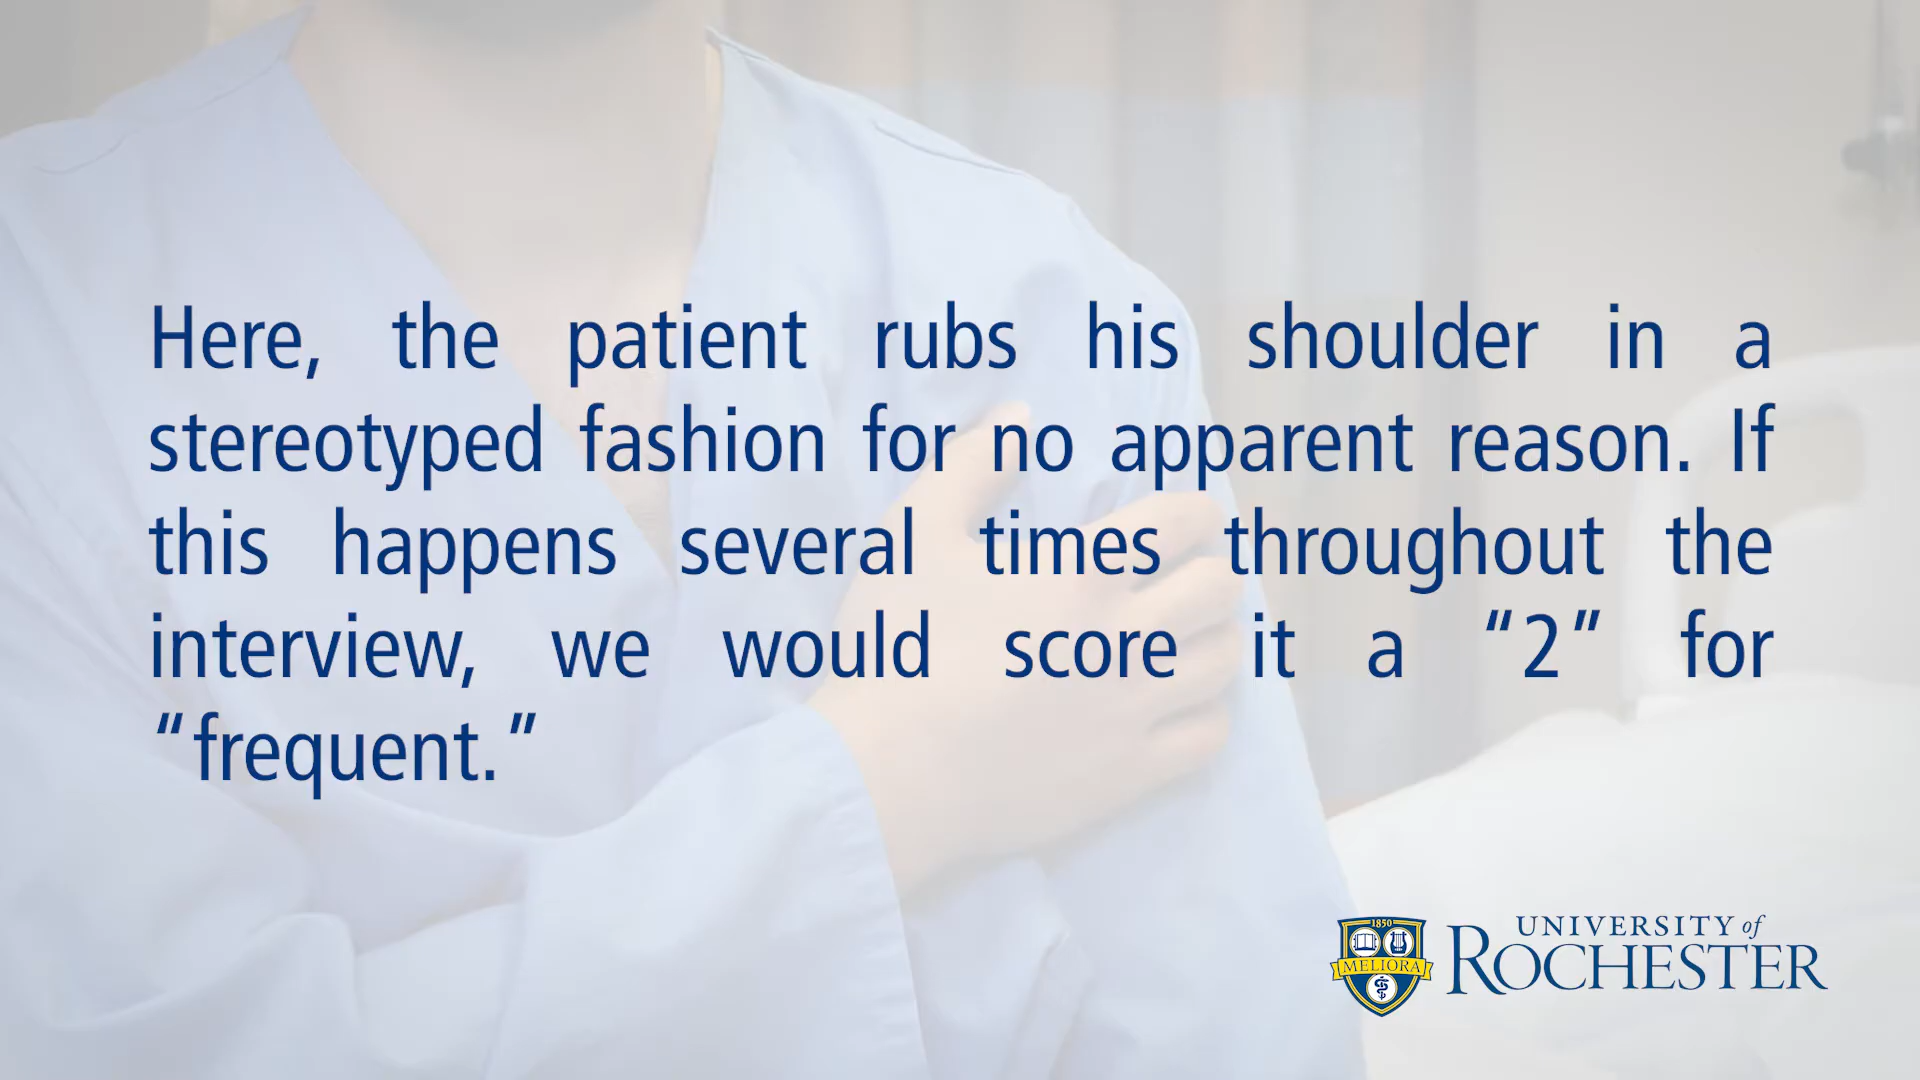 Here, the patient rubs his shoulder in a
stereotyped fashion for no apparent reason. If
this happens several times throughout the
interview, we would score it a “2” for
“frequent.”
1850
MELIORA
UNIVERSITY of
ROCHESTER